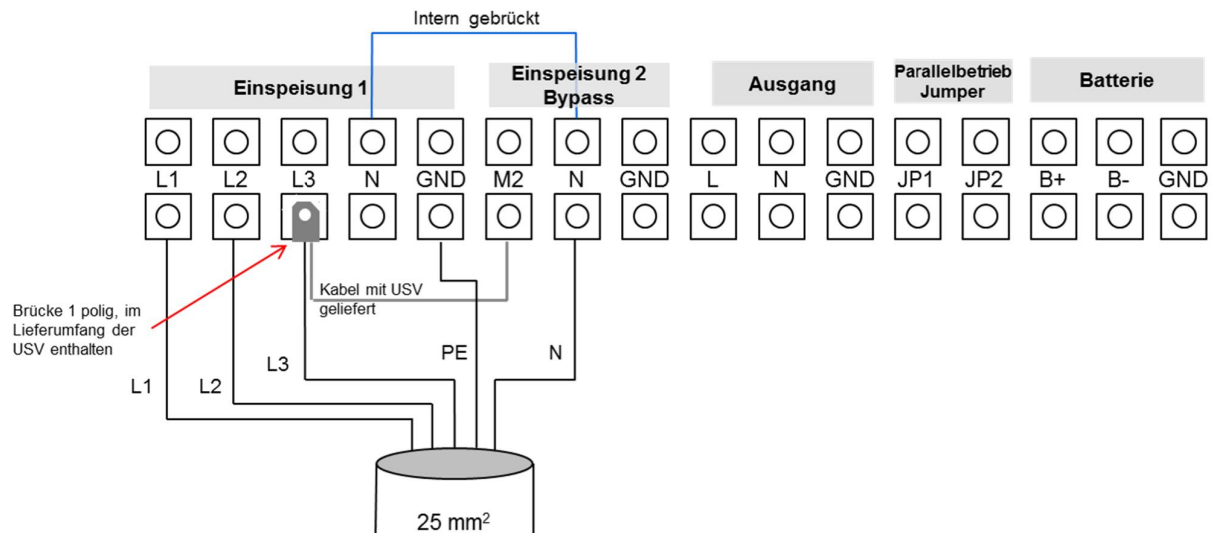 Intern gebrückt
Einspeisung 1
Einspeisung 2
Bypass
Ausgang
Parallelbetrieb
Jumper
Batterie
L1 L2 L3 N GND M2 N GND L N GND JP1 JP2 B+ B- GND
Kabel mit USV
geliefert
Brücke 1 polig, im
Lieferumfang der
USV enthalten
L1
L2
L3
PE
N
25 mm²